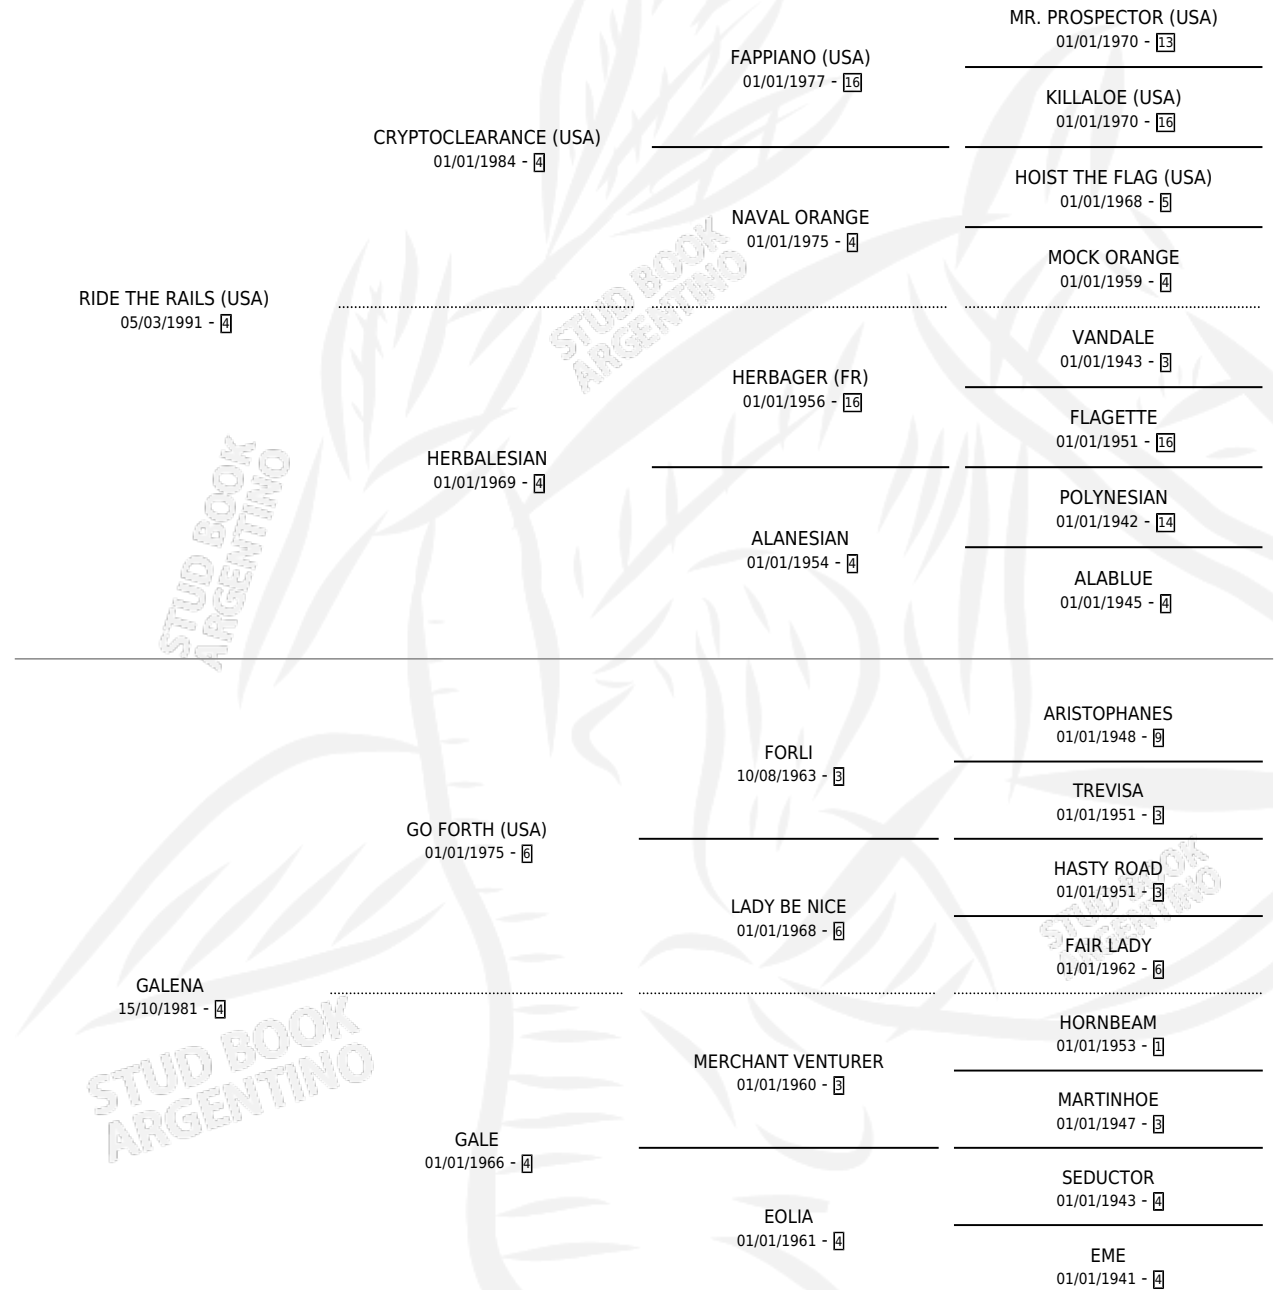 MR. PROSPECTOR (USA)
01/01/1970 - 13
FAPPIANO (USA)
01/01/1977 - 16
KILLALOE (USA)
01/01/1970 - 16
CRYPTOCLEARANCE (USA)
01/01/1984 - 4
HOIST THE FLAG (USA)
01/01/1968 - 5
NAVAL ORANGE
01/01/1975 - 4
MOCK ORANGE
01/01/1959 - 4
RIDE THE RAILS (USA)
05/03/1991 - 4
VANDALE
01/01/1943 - 3
HERBAGER (FR)
01/01/1956 - 16
FLAGETTE
01/01/1951 - 16
HERBALESIAN
01/01/1969 - 4
POLYNESIAN
01/01/1942 - 14
ALANESIAN
01/01/1954 - 4
ALABLUE
01/01/1945 - 4
STUD BOOK
ARGENTINO
STUD BOOK
ARGENTINO
ARISTOPHANES
01/01/1948 - 9
FORLI
10/08/1963 - 3
TREVISA
01/01/1951 - 3
GO FORTH (USA)
01/01/1975 - 6
HASTY ROAD
01/01/1951 - 3
LADY BE NICE
01/01/1968 - 6
FAIR LADY
01/01/1962 - 6
GALENA
15/10/1981 - 4
HORNBEAM
01/01/1953 - 1
MERCHANT VENTURER
01/01/1960 - 3
MARTINHOE
01/01/1947 - 3
GALE
01/01/1966 - 4
SEDUCTOR
01/01/1943 - 4
EOLIA
01/01/1961 - 4
EME
01/01/1941 - 4
STUD BOOK
ARGENTINO
STUD BOOK
ARGENTINO